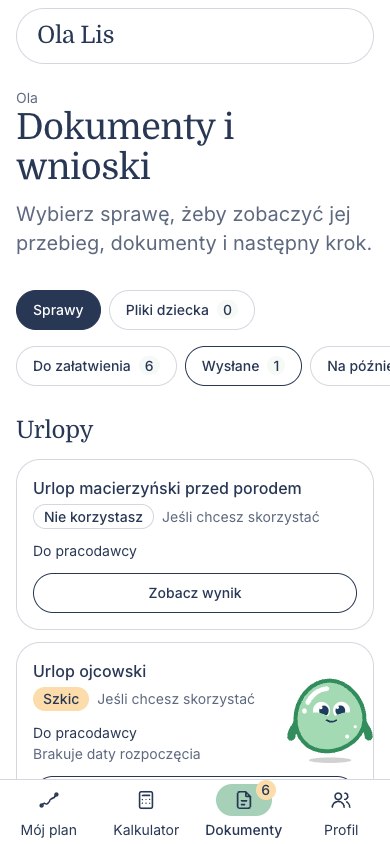 Ola Lis
Ola
Dokumenty i
wnioski
Wybierz sprawę, żeby zobaczyć jej
przebieg, dokumenty i następny krok.
Sprawy Pliki dziecka 0
Do załatwienia 6 Wysłane 1
Urlopy
Urlop macierzyński przed porodem
Nie korzystasz Jeśli chcesz skorzystać
Do pracodawcy
Zobacz wynik
Urlop ojcowski
Szkic Jeśli chcesz skorzystać
Do pracodawcy
Brakuje daty rozpoczęcia
6
Mój plan Kalkulator Dokumenty Profil